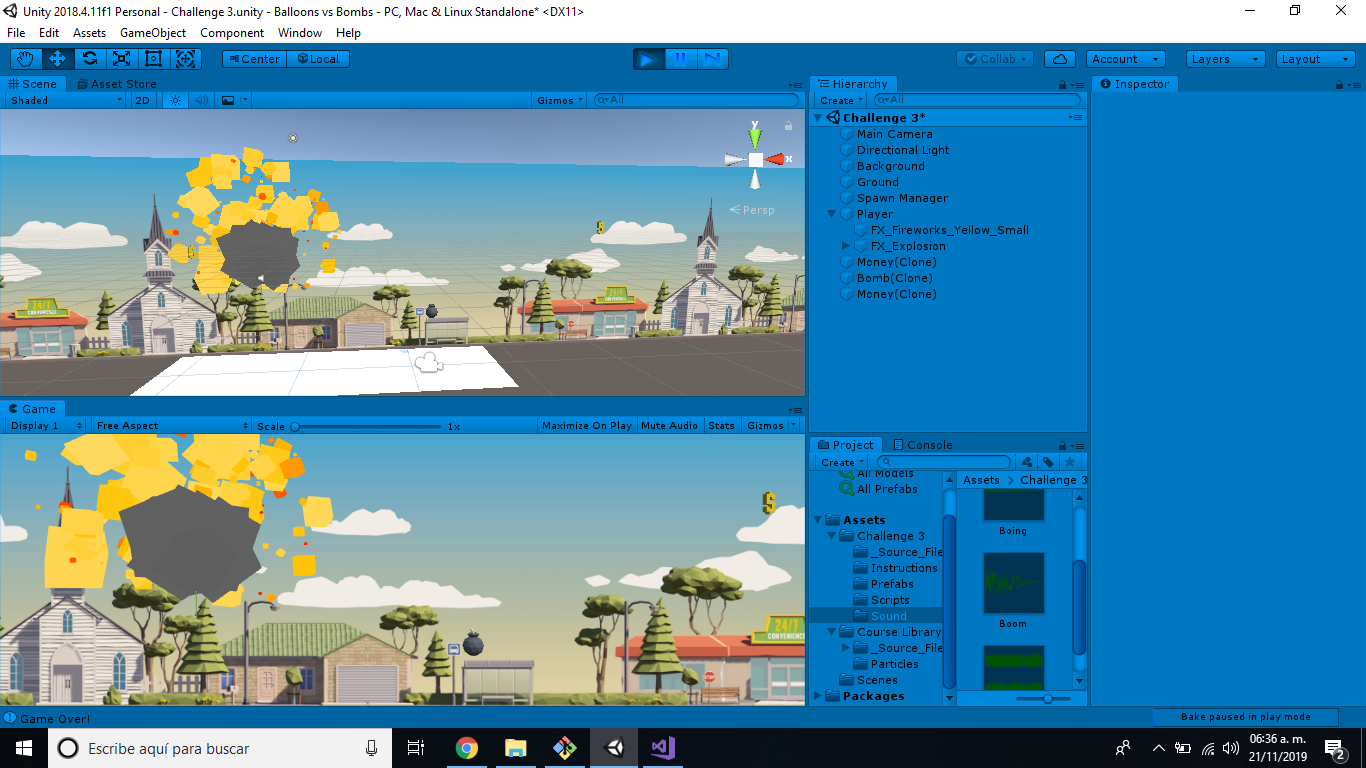 Unity 2018.4.11f1 Personal - Challenge 3.unity - Balloons vs Bombs - PC, Mac & Linux Standalone* <DX11>
File Edit Assets GameObject Component Window Help
Center Local Collab Account Layers Layout
Scene Asset Store
Shaded 2D Gizmos All
y
x
Persp
24/7
CONVENIENCE
24/7
Game
Display 1 Free Aspect Scale 1x Maximize On Play Mute Audio Stats Gizmos
$
24/7
CONVENIENCE
STOP
Hierarchy
Create All
Challenge 3*
Main Camera
Directional Light
Background
Ground
Spawn Manager
Player
FX_Fireworks_Yellow_Small
FX_Explosion
Money(Clone)
Bomb(Clone)
Money(Clone)
Inspector
Project Console
Create
All Models
All Prefabs
Assets
Challenge 3
_Source_File
Instructions
Prefabs
Scripts
Sound
Course Library
_Source_File
Particles
Scenes
Packages
Assets > Challenge 3
Boing
Boom
Game Over!
Bake paused in play mode
Escribe aquí para buscar
06:36 a. m.
21/11/2019
2